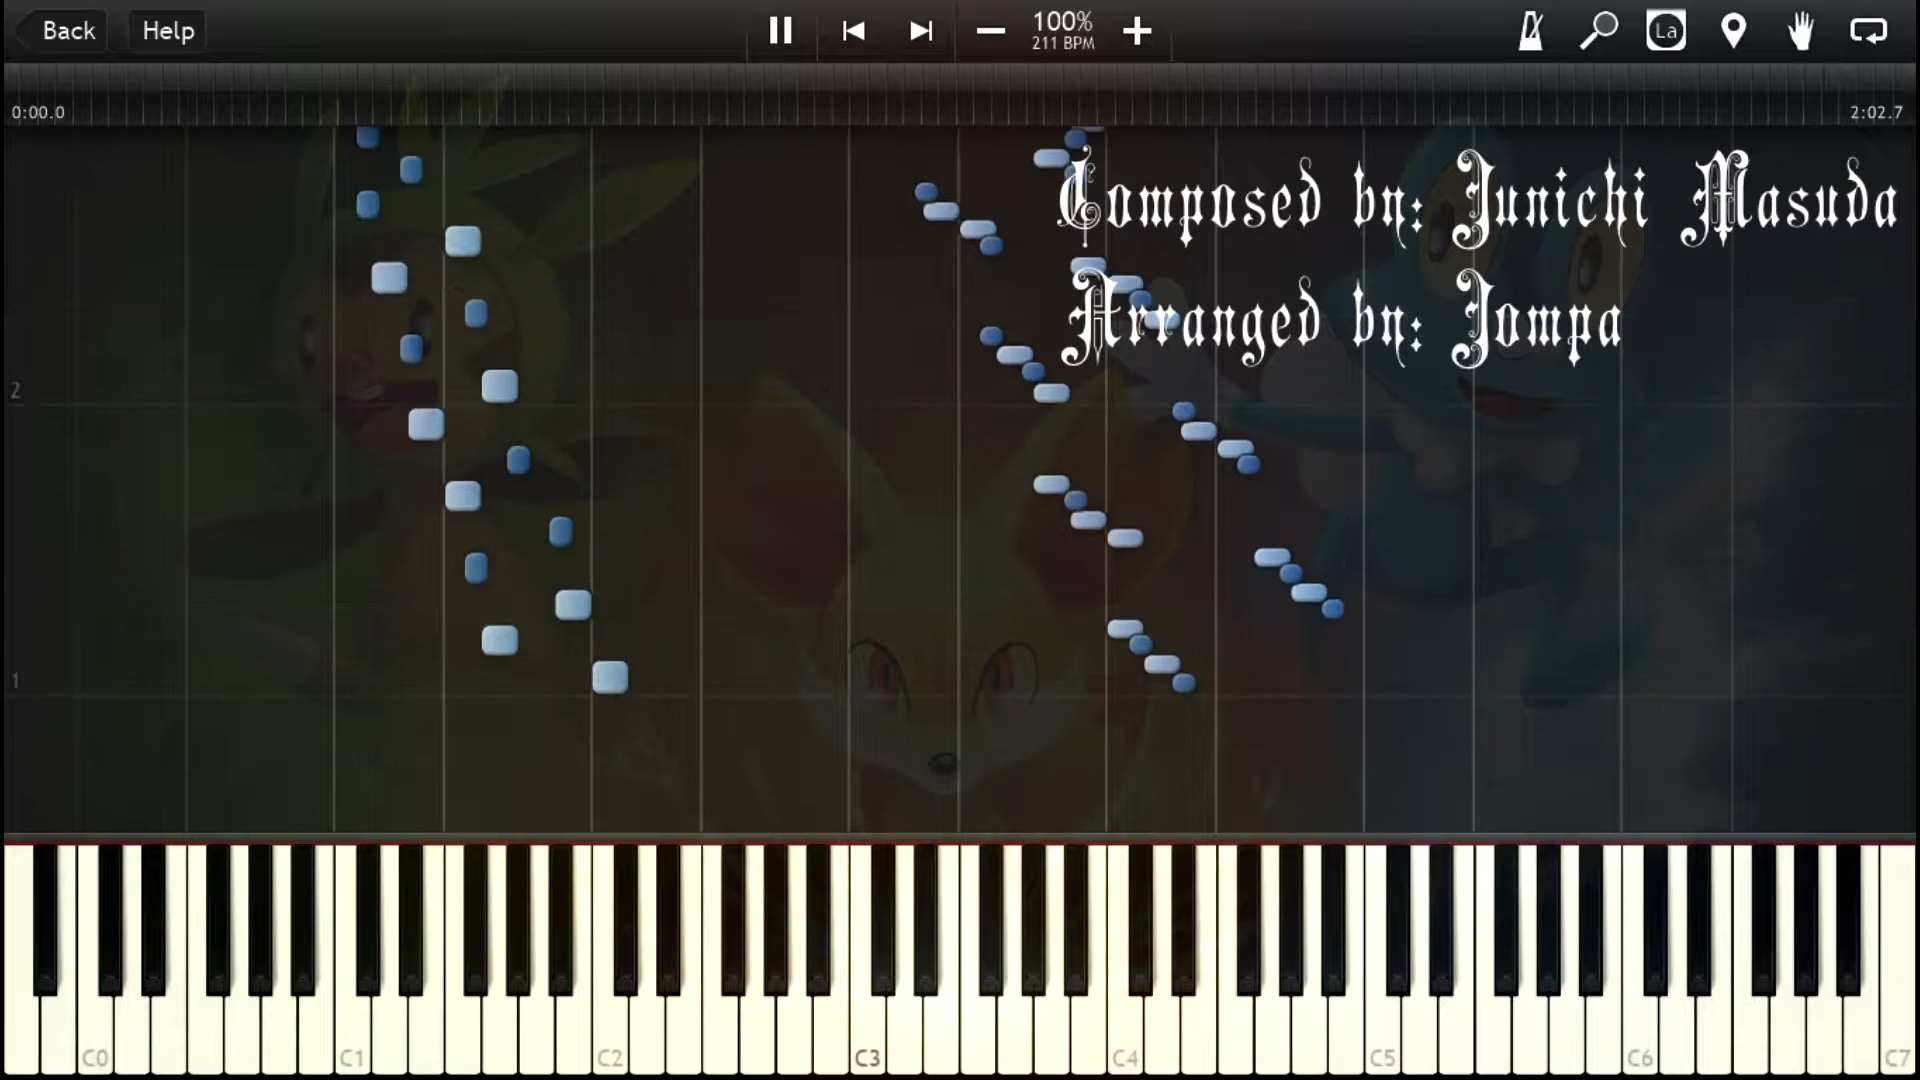 Back Help 100% La
211 BPM
0:00.0 2:02.7
Composed by: Junichi Masuda
Arranged by: Jompa
2
1
C0 C1 C2 C3 C4 C5 C6 C7